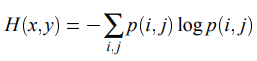 H(x,y) = −∑p(i,j) log p(i,j)
i,j